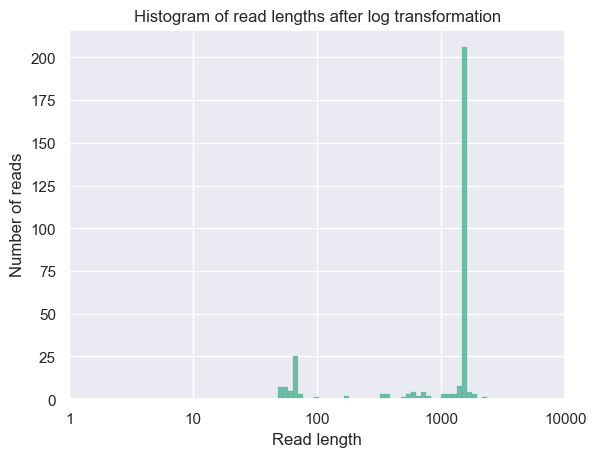 Histogram of read lengths after log transformation
Number of reads
200
175
150
125
100
75
50
25
0
1 10 100 1000 10000
Read length